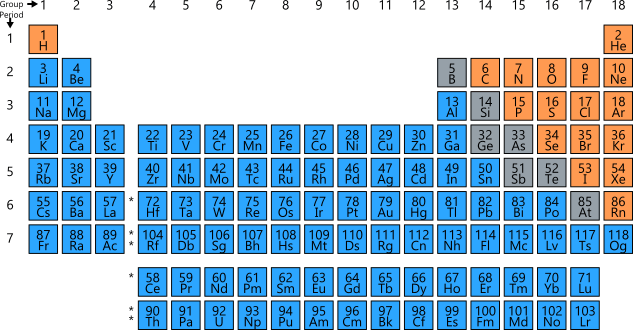 Group → 1 2 3 4 5 6 7 8 9 10 11 12 13 14 15 16 17 18
Period
↓
1 1 2
H He
2 3 4 5 6 7 8 9 10
Li Be B C N O F Ne
3 11 12 13 14 15 16 17 18
Na Mg Al Si P S Cl Ar
4 19 20 21 22 23 24 25 26 27 28 29 30 31 32 33 34 35 36
K Ca Sc Ti V Cr Mn Fe Co Ni Cu Zn Ga Ge As Se Br Kr
5 37 38 39 40 41 42 43 44 45 46 47 48 49 50 51 52 53 54
Rb Sr Y Zr Nb Mo Tc Ru Rh Pd Ag Cd In Sn Sb Te I Xe
6 55 56 57 * 72 73 74 75 76 77 78 79 80 81 82 83 84 85 86
Cs Ba La Hf Ta W Re Os Ir Pt Au Hg Tl Pb Bi Po At Rn
7 87 88 89 * * 104 105 106 107 108 109 110 111 112 113 114 115 116 117 118
Fr Ra Ac Rf Db Sg Bh Hs Mt Ds Rg Cn Nh Fl Mc Lv Ts Og
* 58 59 60 61 62 63 64 65 66 67 68 69 70 71
Ce Pr Nd Pm Sm Eu Gd Tb Dy Ho Er Tm Yb Lu
* * 90 91 92 93 94 95 96 97 98 99 100 101 102 103
Th Pa U Np Pu Am Cm Bk Cf Es Fm Md No Lr